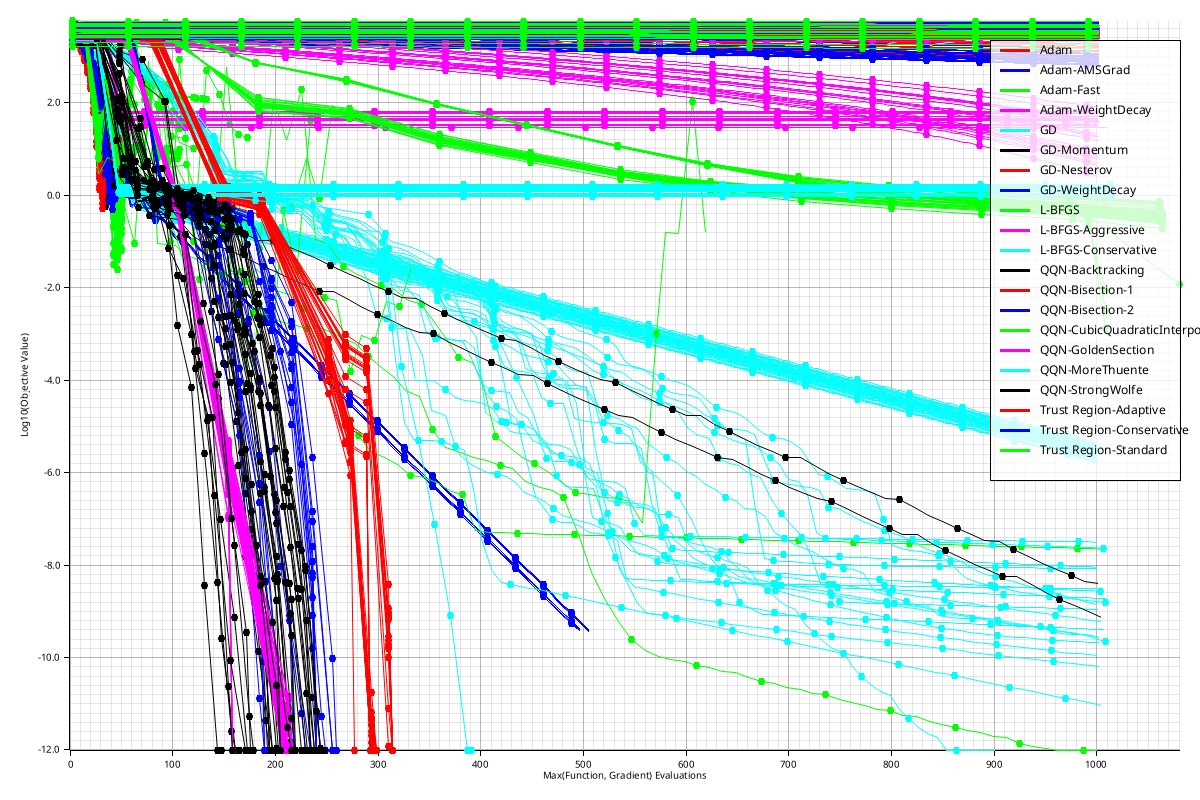 2.0
0.0
-2.0
-4.0
-6.0
-8.0
-10.0
-12.0
Log10(Objective Value)
0 100 200 300 400 500 600 700 800 900 1000
Max(Function, Gradient) Evaluations
Adam
Adam-AMSGrad
Adam-Fast
Adam-WeightDecay
GD
GD-Momentum
GD-Nesterov
GD-WeightDecay
L-BFGS
L-BFGS-Aggressive
L-BFGS-Conservative
QQN-Backtracking
QQN-Bisection-1
QQN-Bisection-2
QQN-CubicQuadraticInterpo
QQN-GoldenSection
QQN-MoreThuente
QQN-StrongWolfe
Trust Region-Adaptive
Trust Region-Conservative
Trust Region-Standard